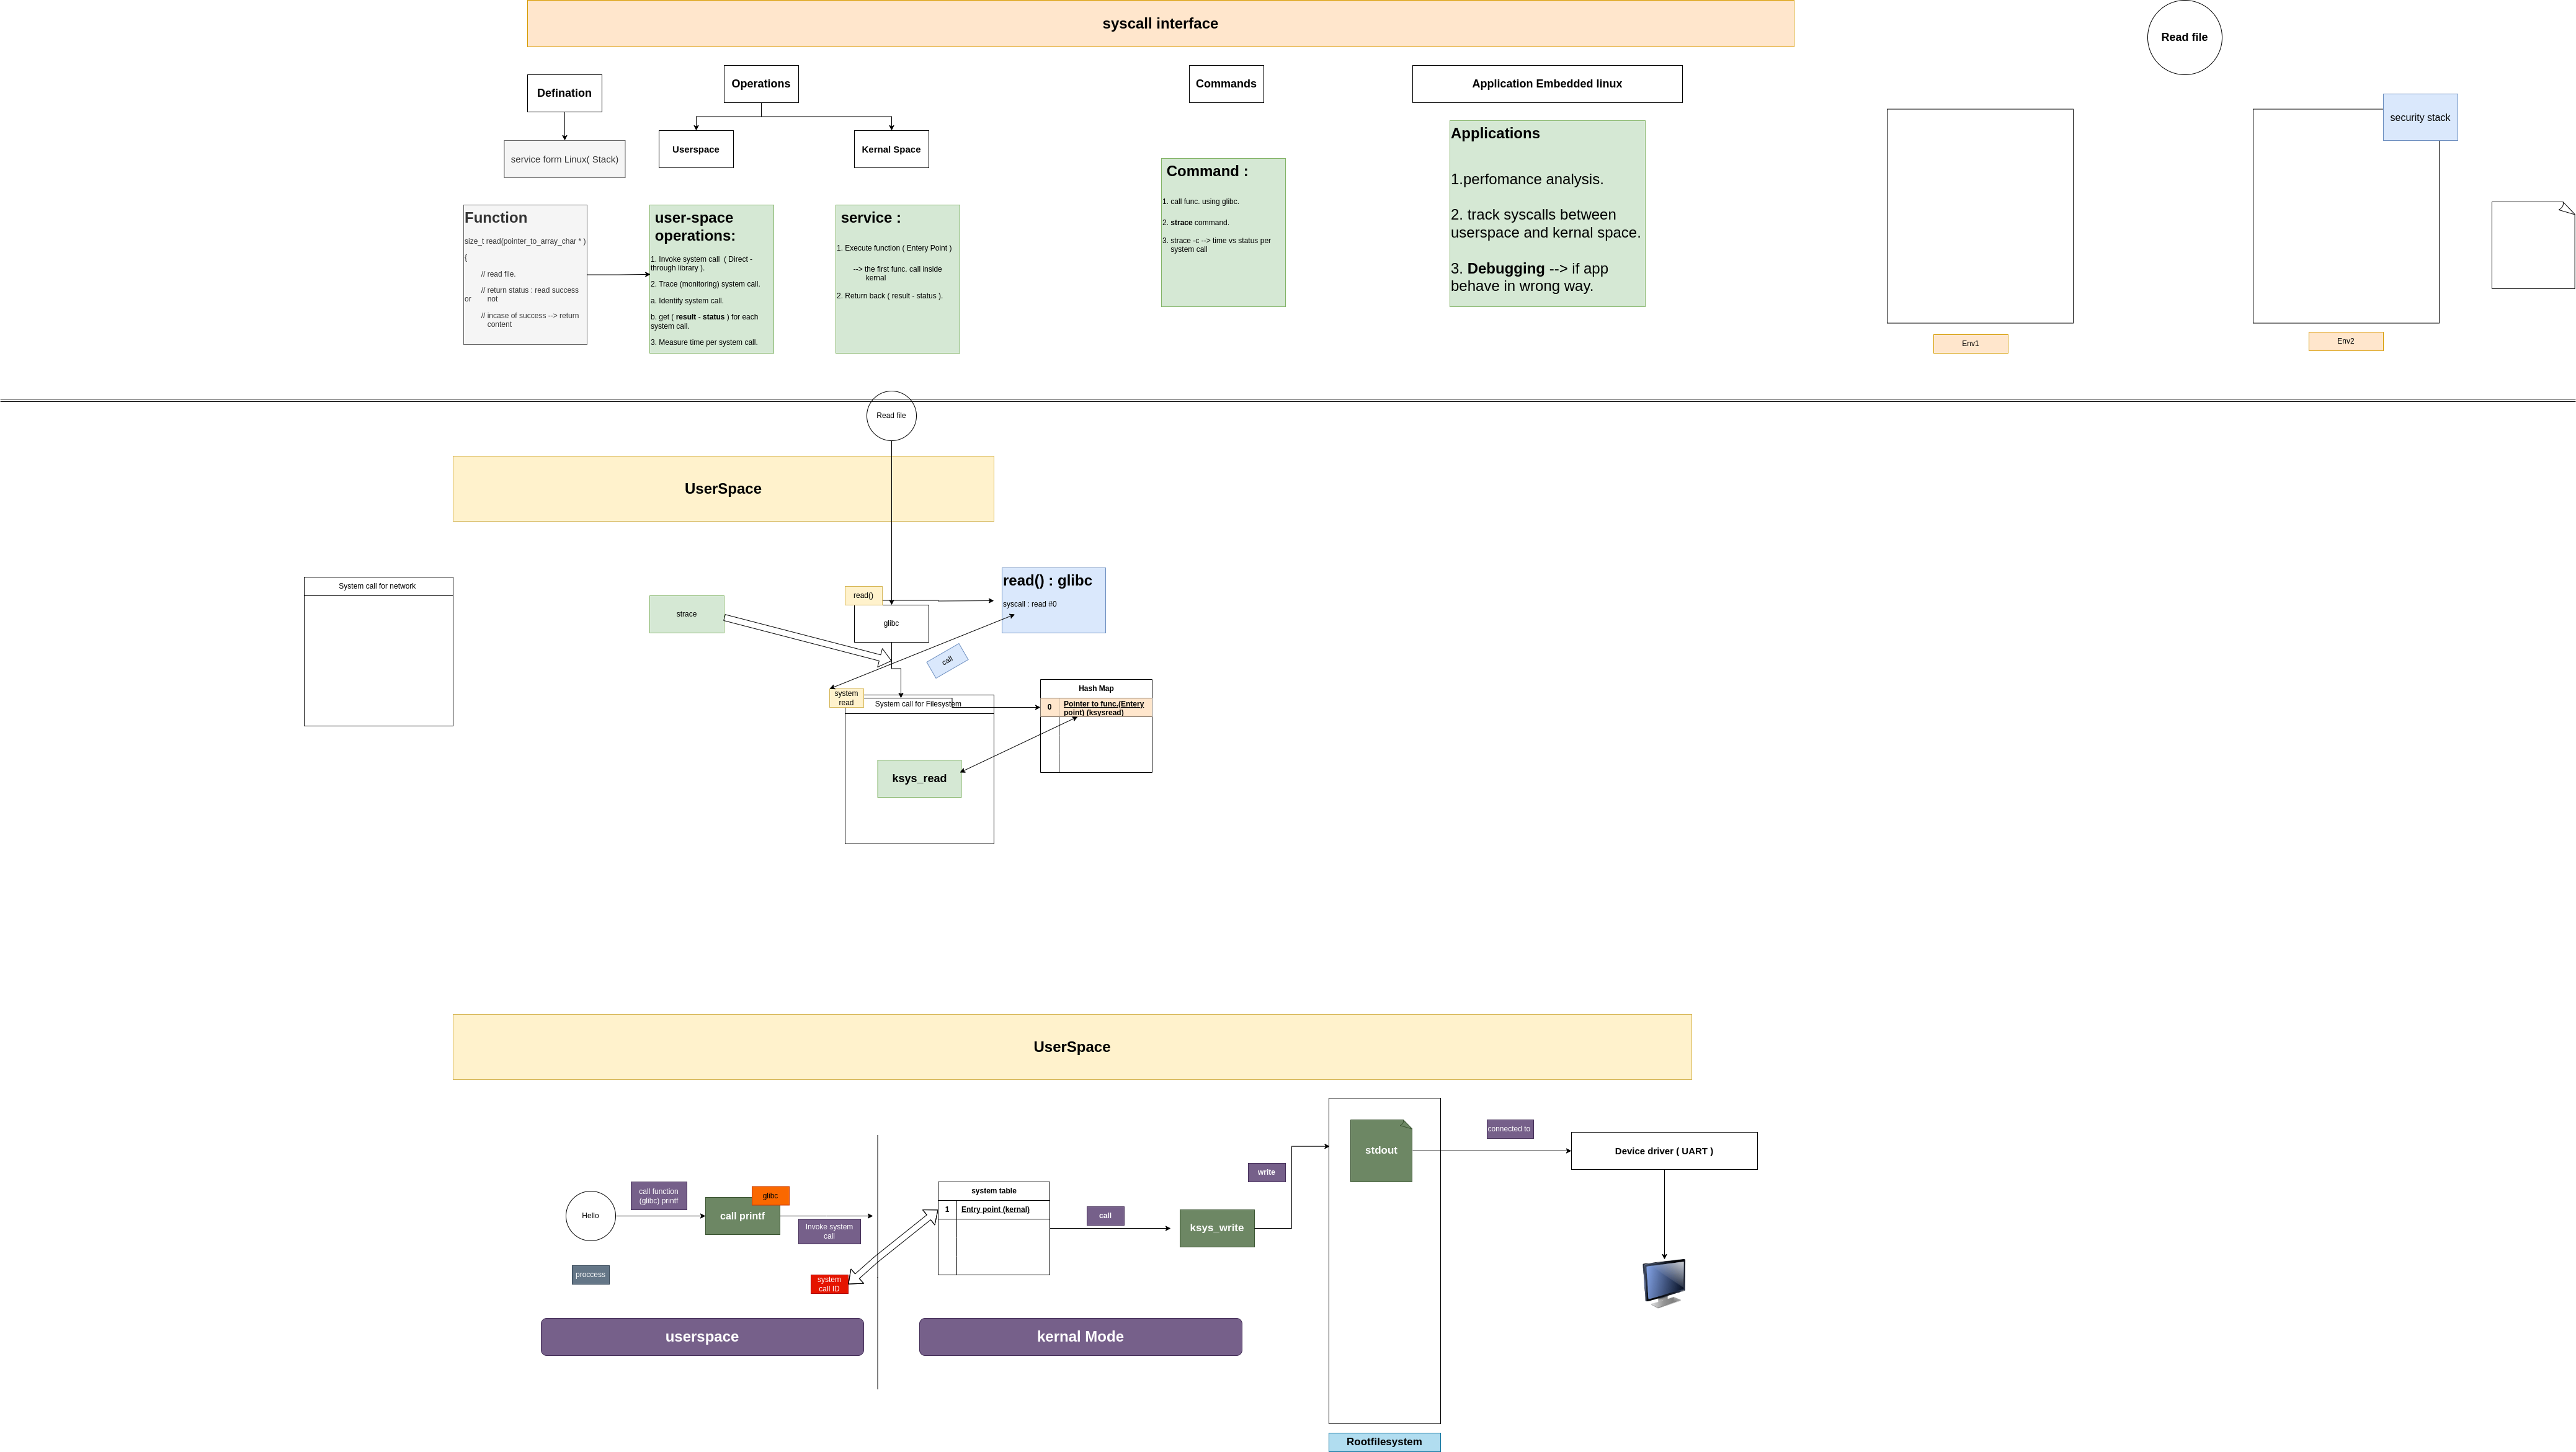 syscall interface
Read file
Defination
Operations
Commands
Application Embedded linux
service form Linux( Stack)
Userspace
Kernal Space
security stack
Function
size_t read(pointer_to_array_char * )
{
// read file.
// return status : read success
or not
// incase of success --> return
content
user-space
operations:
1. Invoke system call ( Direct -
through library ).
2. Trace (monitoring) system call.
a. Identify system call.
b. get ( result - status ) for each
system call.
3. Measure time per system call.
service :
1. Execute function ( Entery Point )
--> the first func. call inside
kernal
2. Return back ( result - status ).
Command :
1. call func. using glibc.
2. strace command.
3. strace -c --> time vs status per
system call
Applications
1.perfomance analysis.
2. track syscalls between
userspace and kernal space.
3. Debugging --> if app
behave in wrong way.
Env1
Env2
Read file
UserSpace
System call for network
strace
read()
glibc
read() : glibc
syscall : read #0
call
system
read
System call for Filesystem
Hash Map
0
Pointer to func.(Entery
point) (ksysread)
ksys_read
UserSpace
Hello
call function
(glibc) printf
call printf
glibc
Invoke system
call
proccess
system
call ID
system table
1
Entry point (kernal)
call
ksys_write
write
stdout
connected to
Device driver ( UART )
userspace
kernal Mode
Rootfilesystem